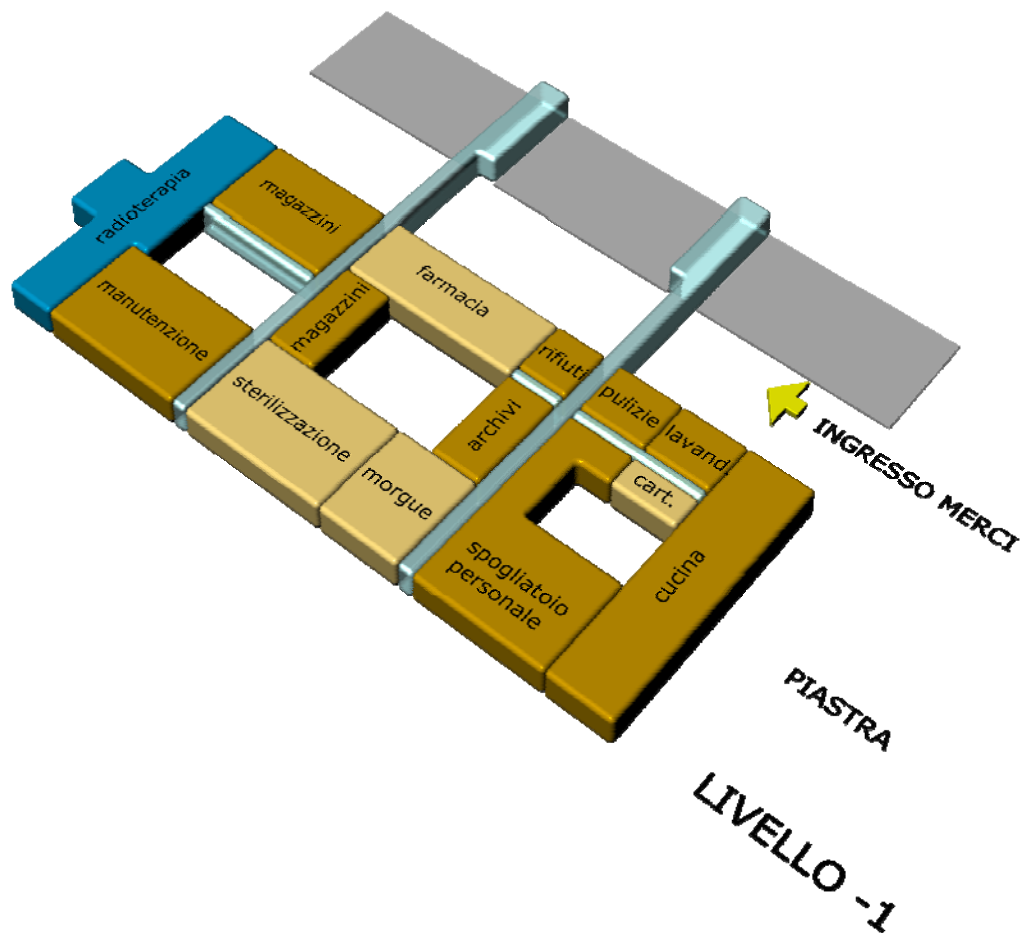 radioterapia
magazzini
manutenzione
magazzini
farmacia
rifiuti
sterilizzazione
archivi
pulizie
lavand.
morgue
cart.
spogliatoio
personale
cucina
INGRESSO MERCI
PIASTRA
LIVELLO -1